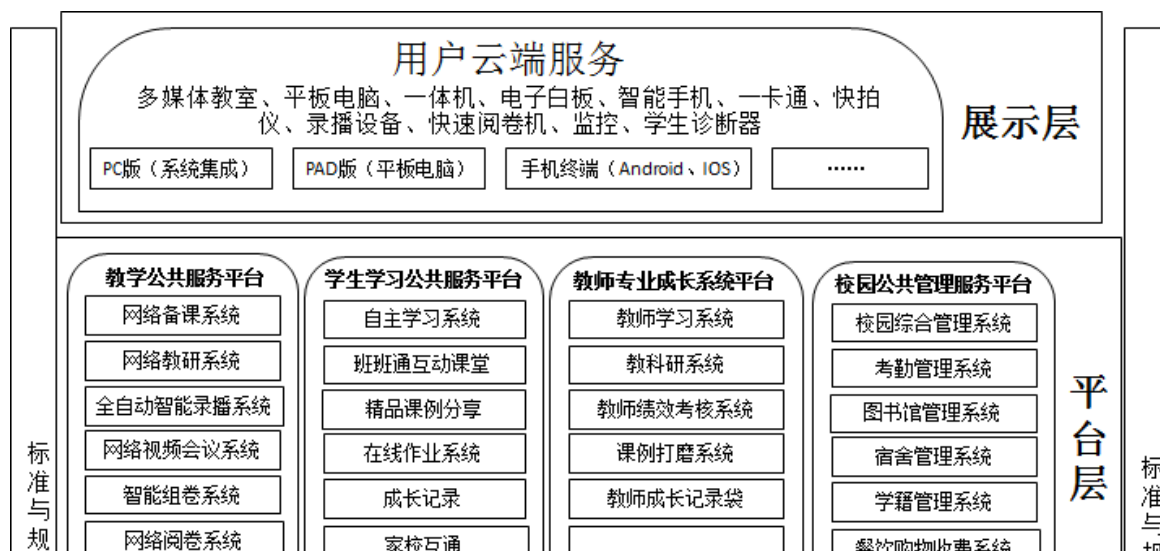 用户云端服务
多媒体教室、平板电脑、一体机、电子白板、智能手机、一卡通、快拍
仪、录播设备、快速阅卷机、监控、学生诊断器
展示层
PC版（系统集成）
PAD版（平板电脑）
手机终端（Android、IOS）
……
教学公共服务平台
网络备课系统
网络教研系统
全自动智能录播系统
网络视频会议系统
智能组卷系统
网络阅卷系统
学生学习公共服务平台
自主学习系统
班班通互动课堂
精品课例分享
在线作业系统
成长记录
家校互通
教师专业成长系统平台
教师学习系统
教科研系统
教师绩效考核系统
课例打磨系统
教师成长记录袋
校园公共管理服务平台
校园综合管理系统
考勤管理系统
图书馆管理系统
宿舍管理系统
学籍管理系统
餐饮购物收费系统
平台层
标准与规
标准与规